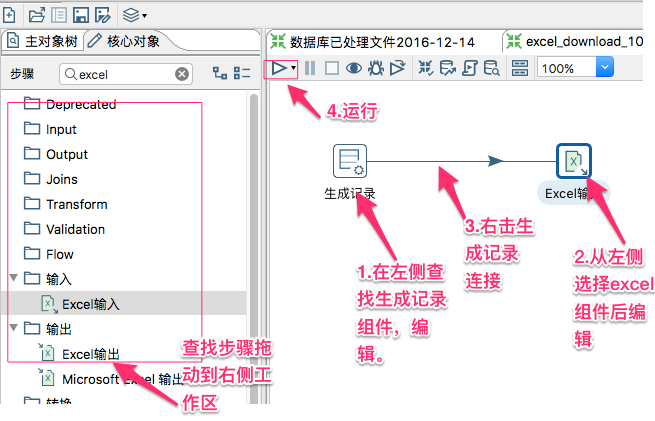 主对象树 核心对象
步骤 excel
Deprecated
Input
Output
Joins
Transform
Validation
Flow
输入
Excel输入
输出
Excel输出
Microsoft Excel 输出
转换
查找步骤拖
动到右侧工
作区
数据库已处理文件2016-12-14 excel_download_10
100%
4.运行
生成记录
Excel输
1.在左侧查
找生成记录
组件，编
辑。
3.右击生
成记录
连接
2.从左侧
选择excel
组件后编
辑